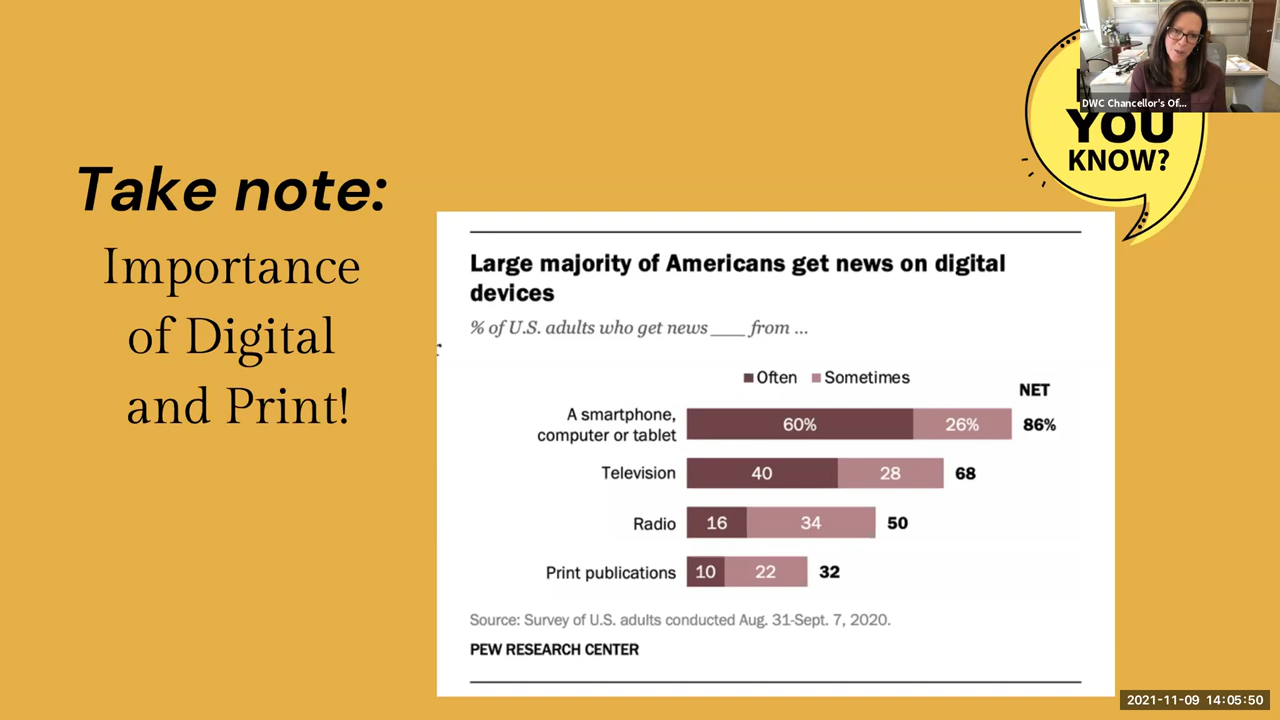 Take note:
Importance
of Digital
and Print!
DWC Chancellor's Of...
YOU
KNOW?
Large majority of Americans get news on digital
devices
% of U.S. adults who get news ___ from ...
Often Sometimes
NET
A smartphone,
computer or tablet 60% 26% 86%
Television 40 28 68
Radio 16 34 50
Print publications 10 22 32
Source: Survey of U.S. adults conducted Aug. 31-Sept. 7, 2020.
PEW RESEARCH CENTER
2021-11-09 14:05:50